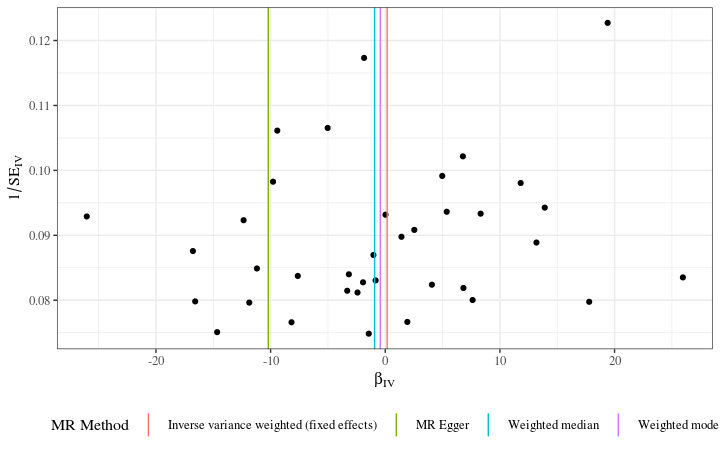 0.12
0.11
0.10
0.09
0.08
1/SE_IV
-20 -10 0 10 20
β_IV
MR Method Inverse variance weighted (fixed effects) MR Egger Weighted median Weighted mode